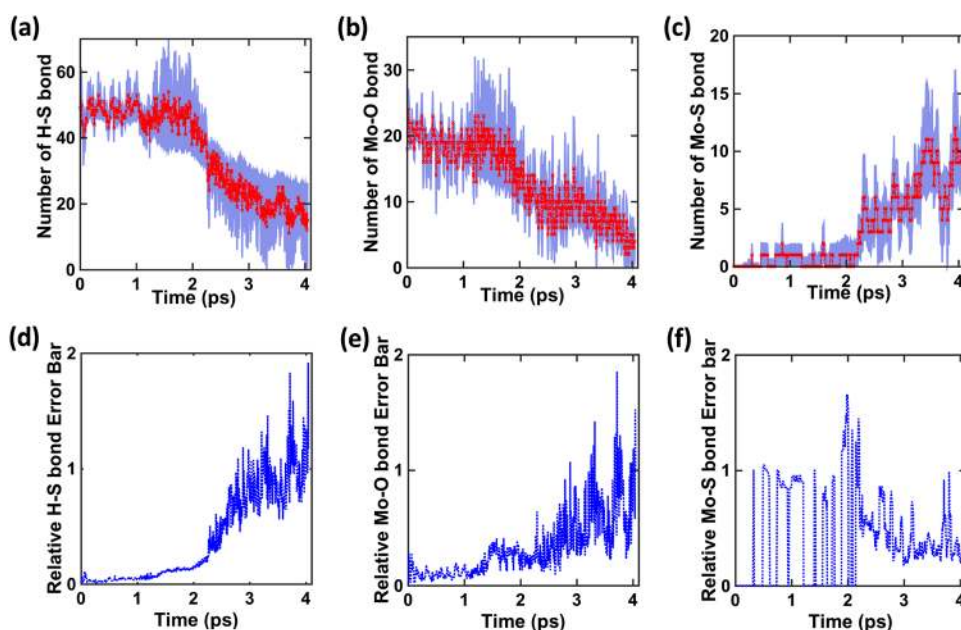 (a)
Number of H-S bond
60
40
20
0
0 1 2 3 4
Time (ps)
(b)
Number of Mo-O bond
30
20
10
0
0 1 2 3 4
Time (ps)
(c)
Number of Mo-S bond
20
15
10
5
0
0 1 2 3 4
Time (ps)
(d)
Relative H-S bond Error Bar
2
1
0
0 1 2 3 4
Time (ps)
(e)
Relative Mo-O bond Error Bar
2
1
0
0 1 2 3 4
Time (ps)
(f)
Relative Mo-S bond Error Bar
2
1
0
0 1 2 3 4
Time (ps)